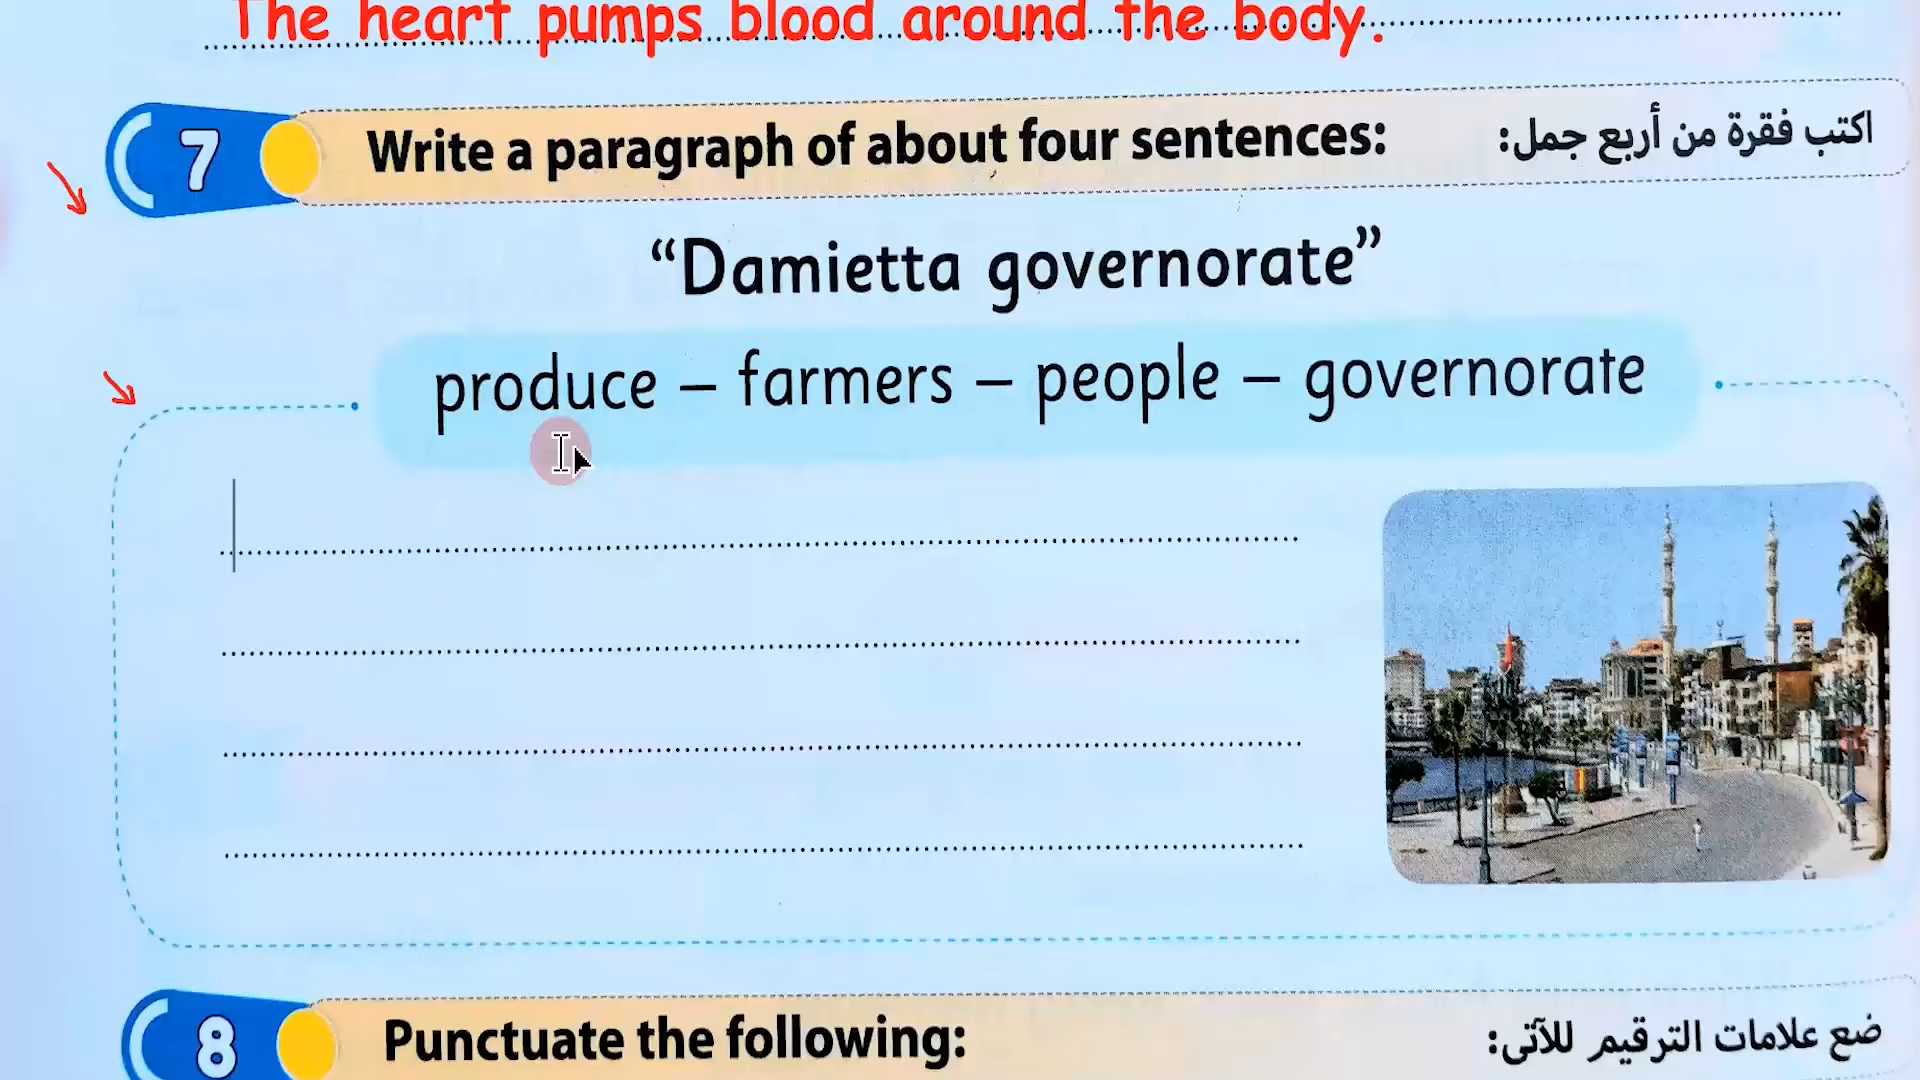 The heart pumps blood around the body.
7 Write a paragraph of about four sentences: اكتب فقرة من أربع جمل:
“Damietta governorate”
produce – farmers – people – governorate
8 Punctuate the following: ضع علامات الترقيم للآتى: